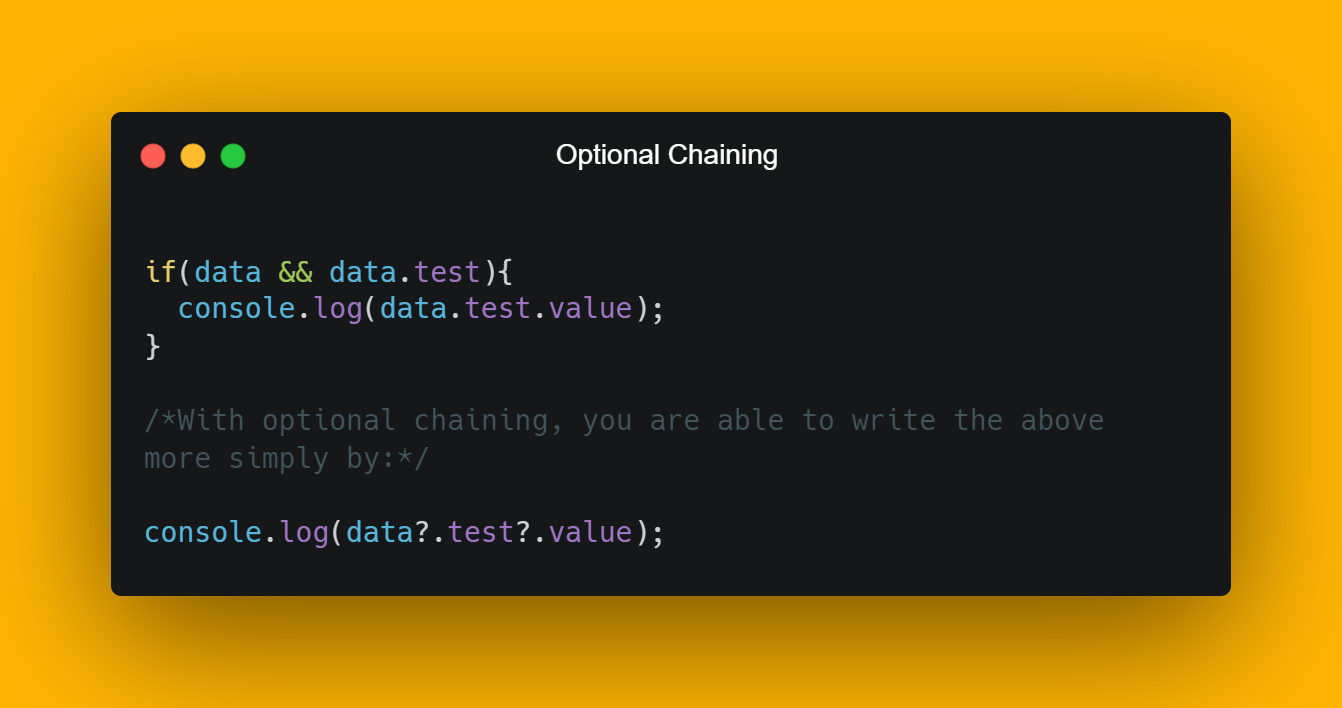 Optional Chaining
if(data && data.test){
  console.log(data.test.value);
}
/*With optional chaining, you are able to write the above
more simply by:*/
console.log(data?.test?.value);